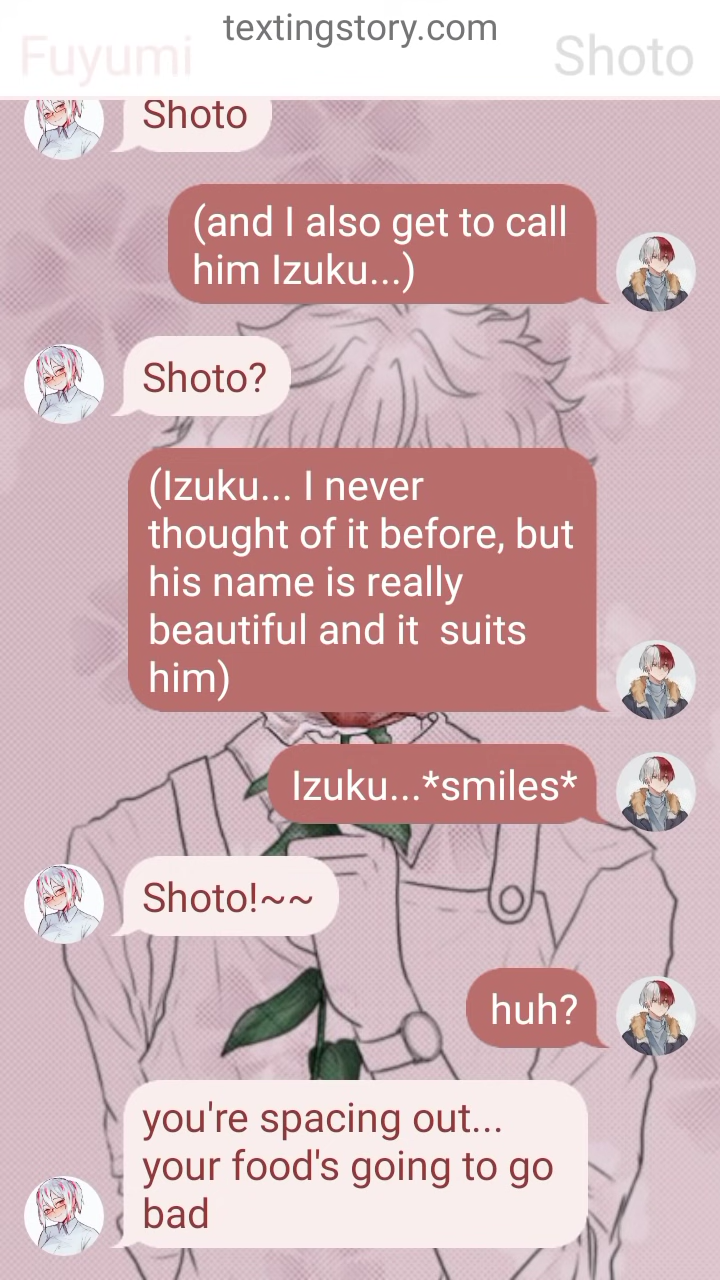 textingstory.com
Fuyumi
Shoto
Shoto
(and I also get to call
him Izuku...)
Shoto?
(Izuku... I never
thought of it before, but
his name is really
beautiful and it  suits
him)
Izuku...*smiles*
Shoto!~~
huh?
you're spacing out...
your food's going to go
bad